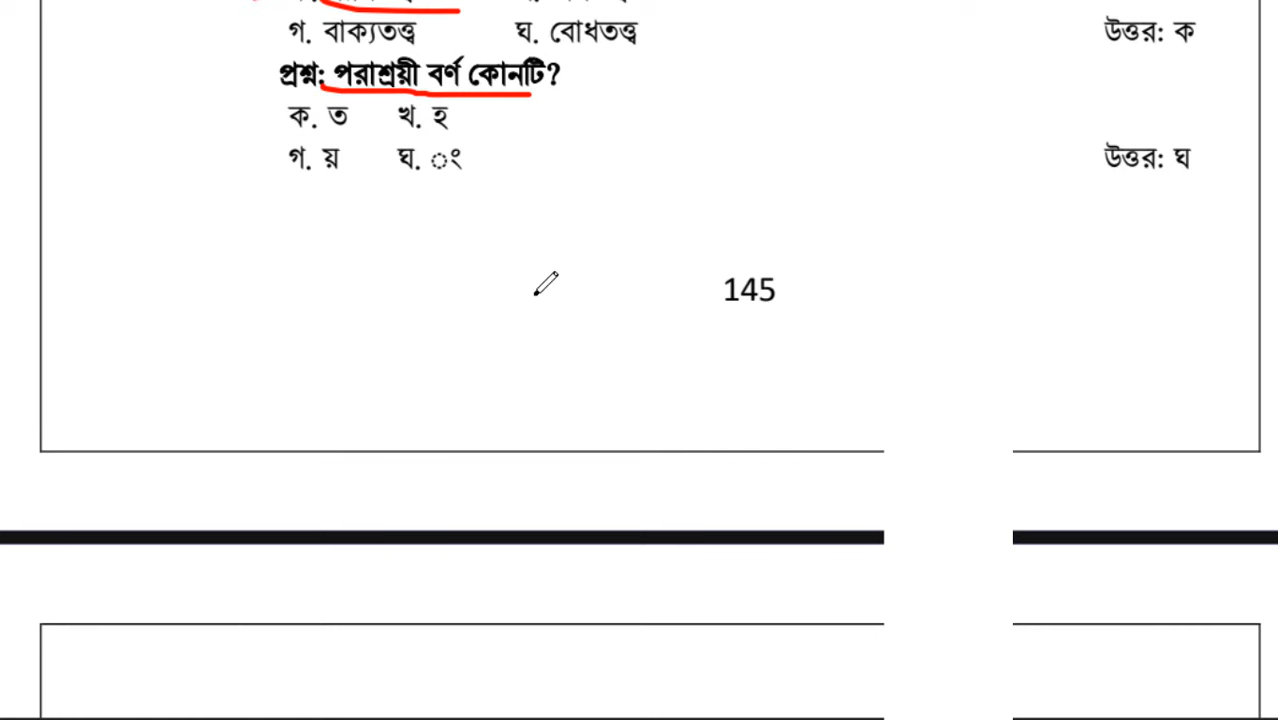 গ. বাক্যতত্ত্ব ঘ. বোধতত্ত্ব উত্তর: ক
প্রশ্ন: পরাশ্রয়ী বর্ণ কোনটি?
ক. ত খ. হ
গ. য় ঘ. ং উত্তর: ঘ
145